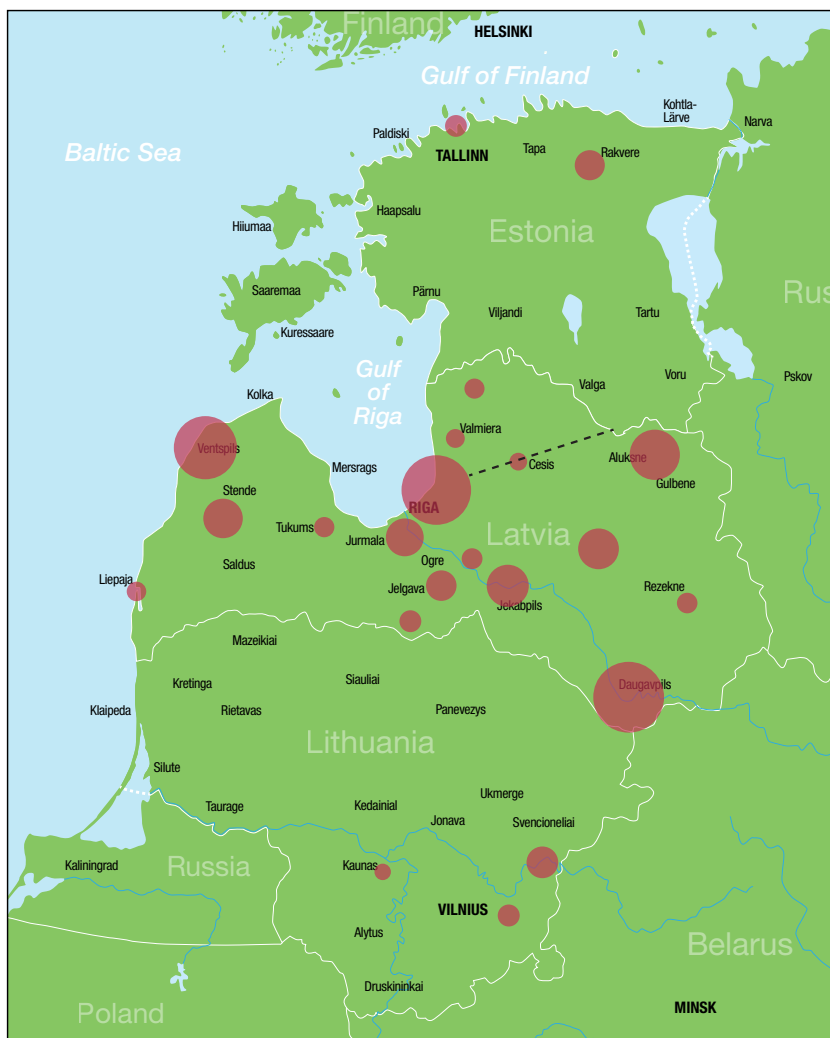 Finland
HELSINKI
Gulf of Finland
Kohtla-
Lärve
Narva
Paldiski
Baltic Sea
TALLINN
Tapa
Rakvere
Haapsalu
Hiiumaa
Estonia
Saaremaa
Pärnu
Rus
Viljandi
Tartu
Kuressaare
Gulf
of
Riga
Voru
Pskov
Valga
Kolka
Valmiera
Ventspils
Mersrags
Cesis
Aluksne
Gulbene
Stende
RIGA
Tukums
Jurmala
Latvia
Saldus
Ogre
Liepaja
Jelgava
Jekabpils
Rezekne
Mazeikiai
Kretinga
Siauliai
Daugavpils
Klaipeda
Rietavas
Panevezys
Lithuania
Silute
Taurage
Kedainial
Ukmerge
Jonava
Svencioneliai
Kaliningrad
Russia
Kaunas
VILNIUS
Alytus
Belarus
Druskininkai
Poland
MINSK